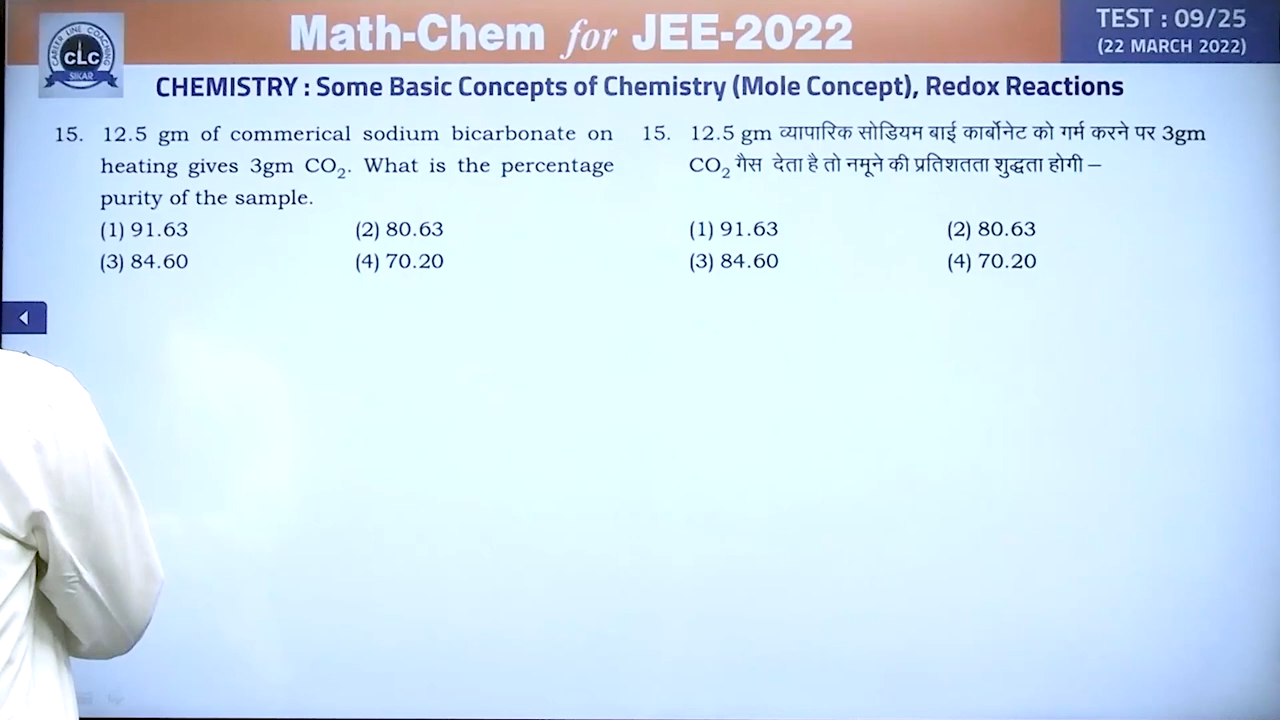 Math-Chem for JEE-2022
TEST : 09/25
(22 MARCH 2022)
CAREER LINE COACHING
CLC
SIKAR
CHEMISTRY : Some Basic Concepts of Chemistry (Mole Concept), Redox Reactions
15. 12.5 gm of commerical sodium bicarbonate on
heating gives 3gm CO₂. What is the percentage
purity of the sample.
(1) 91.63 (2) 80.63
(3) 84.60 (4) 70.20
15. 12.5 gm व्यापारिक सोडियम बाई कार्बोनेट को गर्म करने पर 3gm
CO₂ गैस देता है तो नमूने की प्रतिशतता शुद्धता होगी –
(1) 91.63 (2) 80.63
(3) 84.60 (4) 70.20